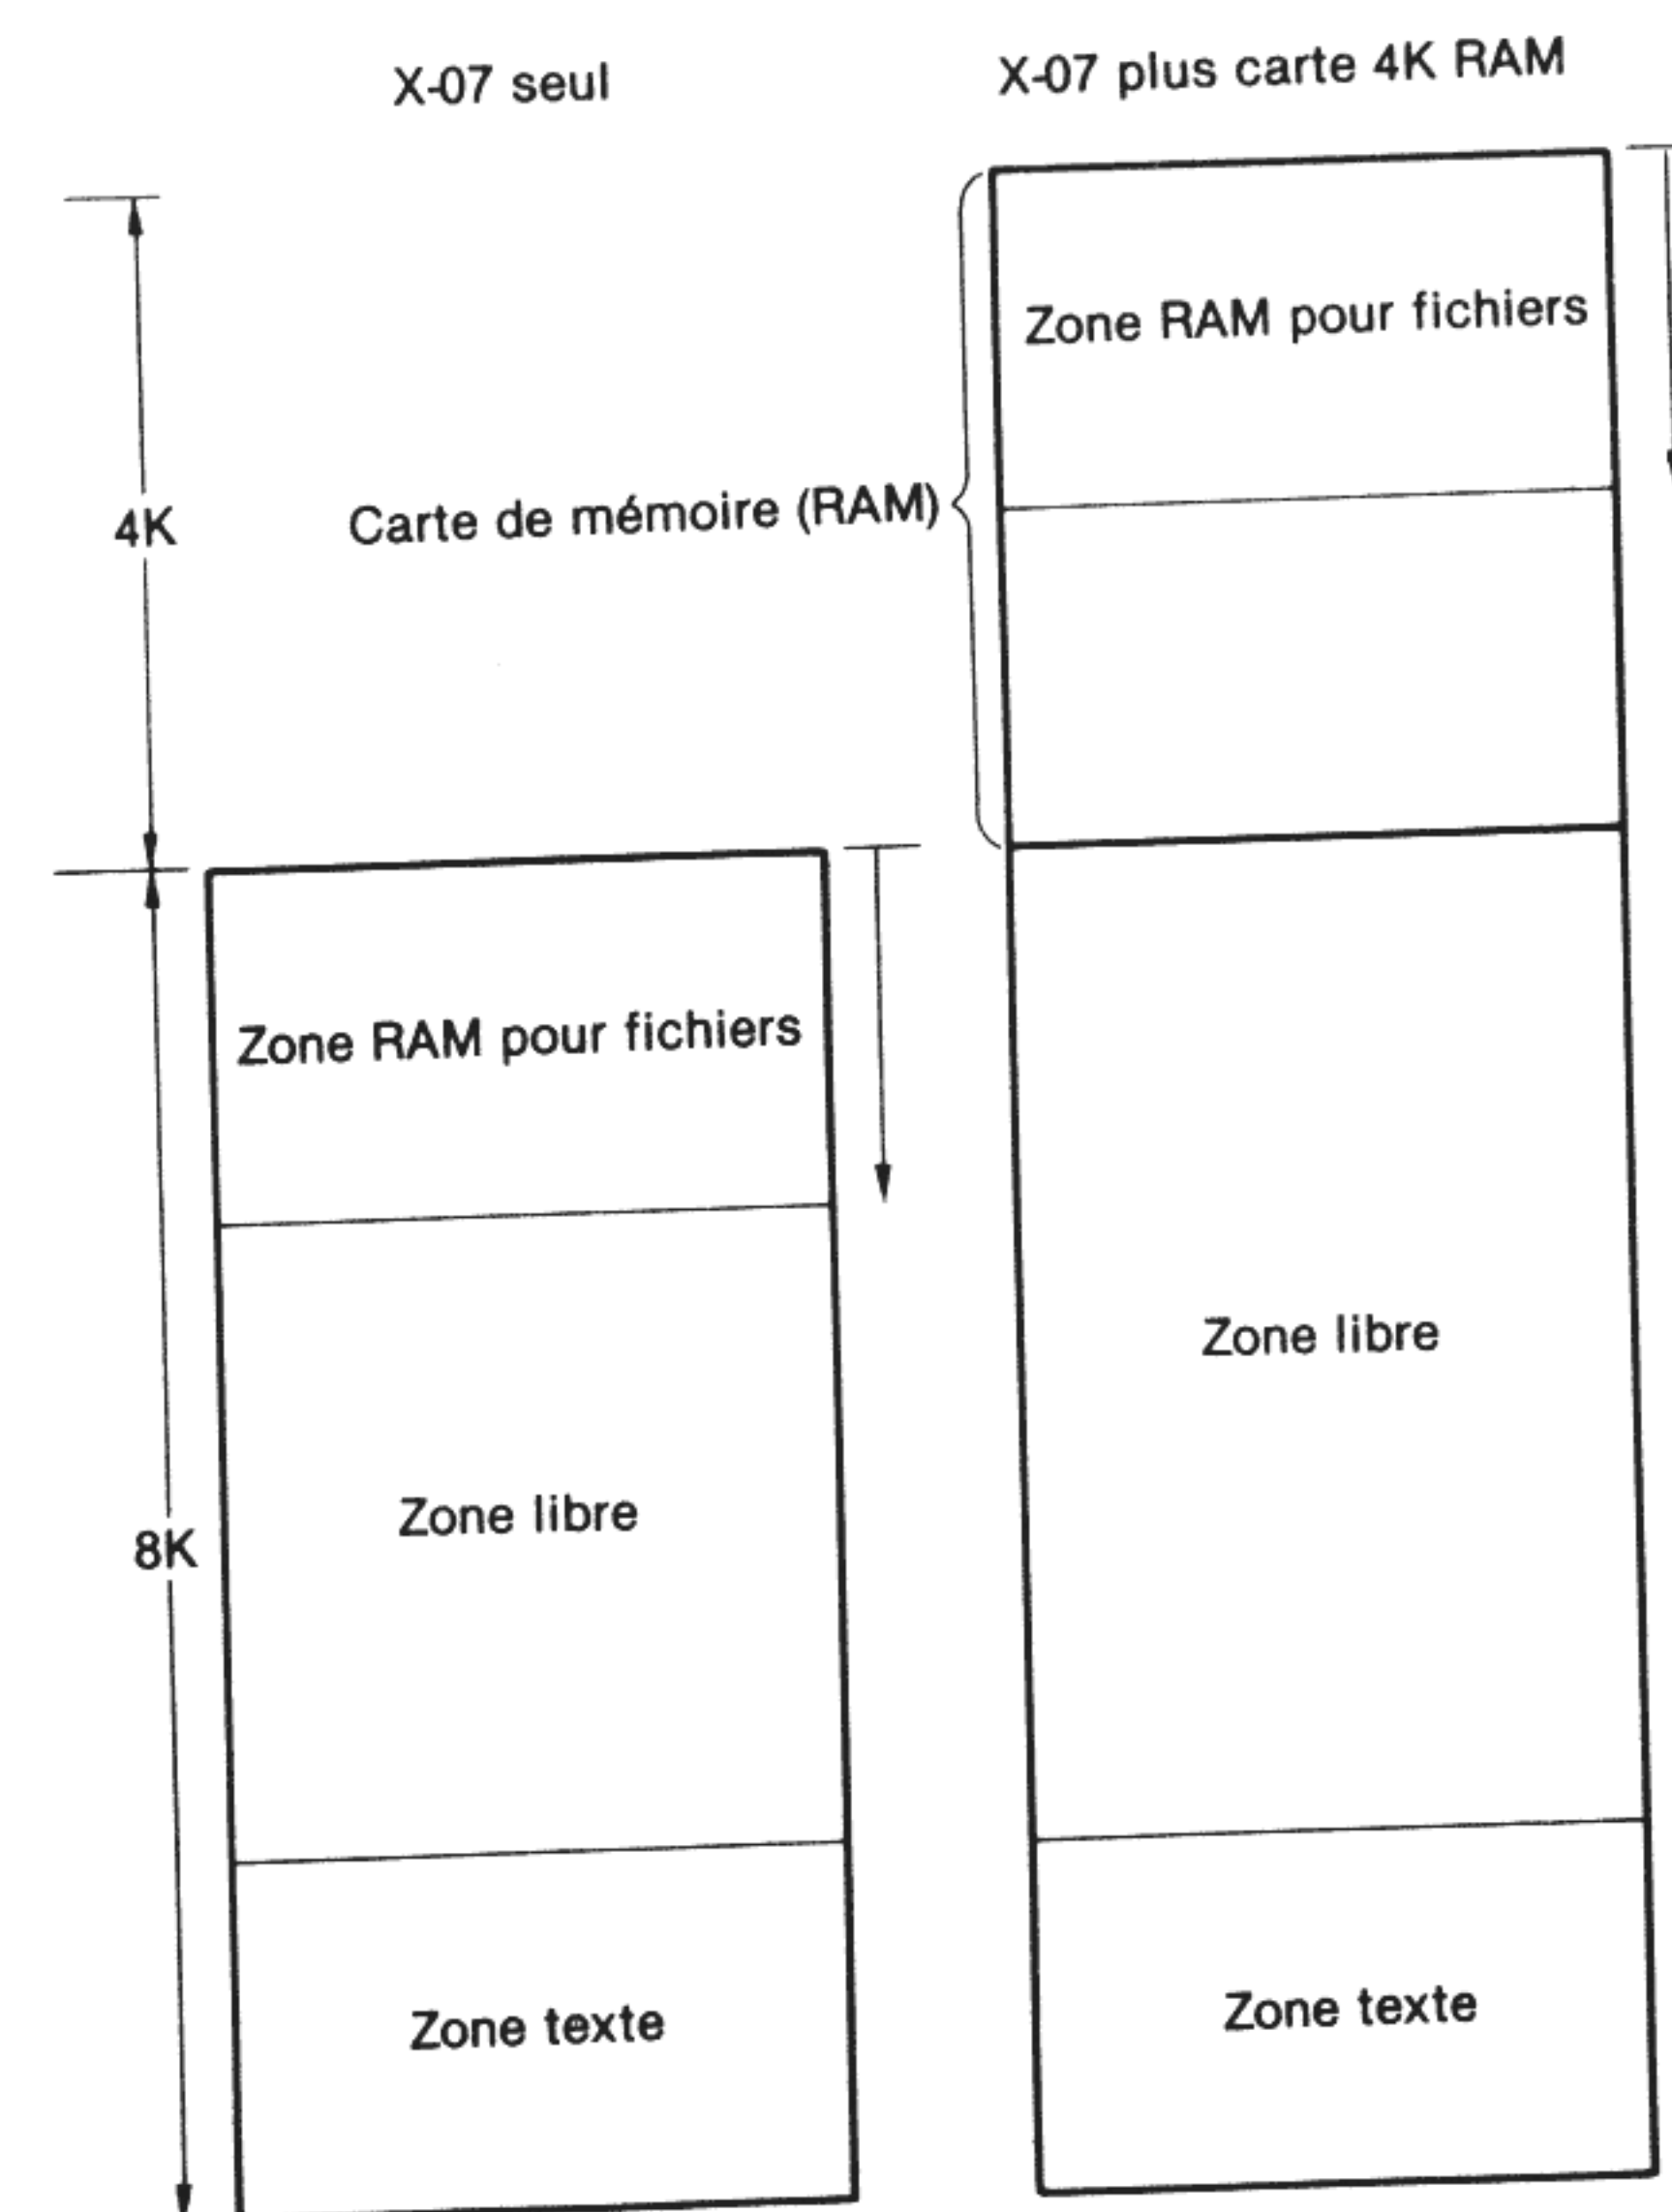 X-07 seul
X-07 plus carte 4K RAM
Zone RAM pour fichiers
4K
Carte de mémoire (RAM)
Zone RAM pour fichiers
Zone libre
8K
Zone libre
Zone texte
Zone texte